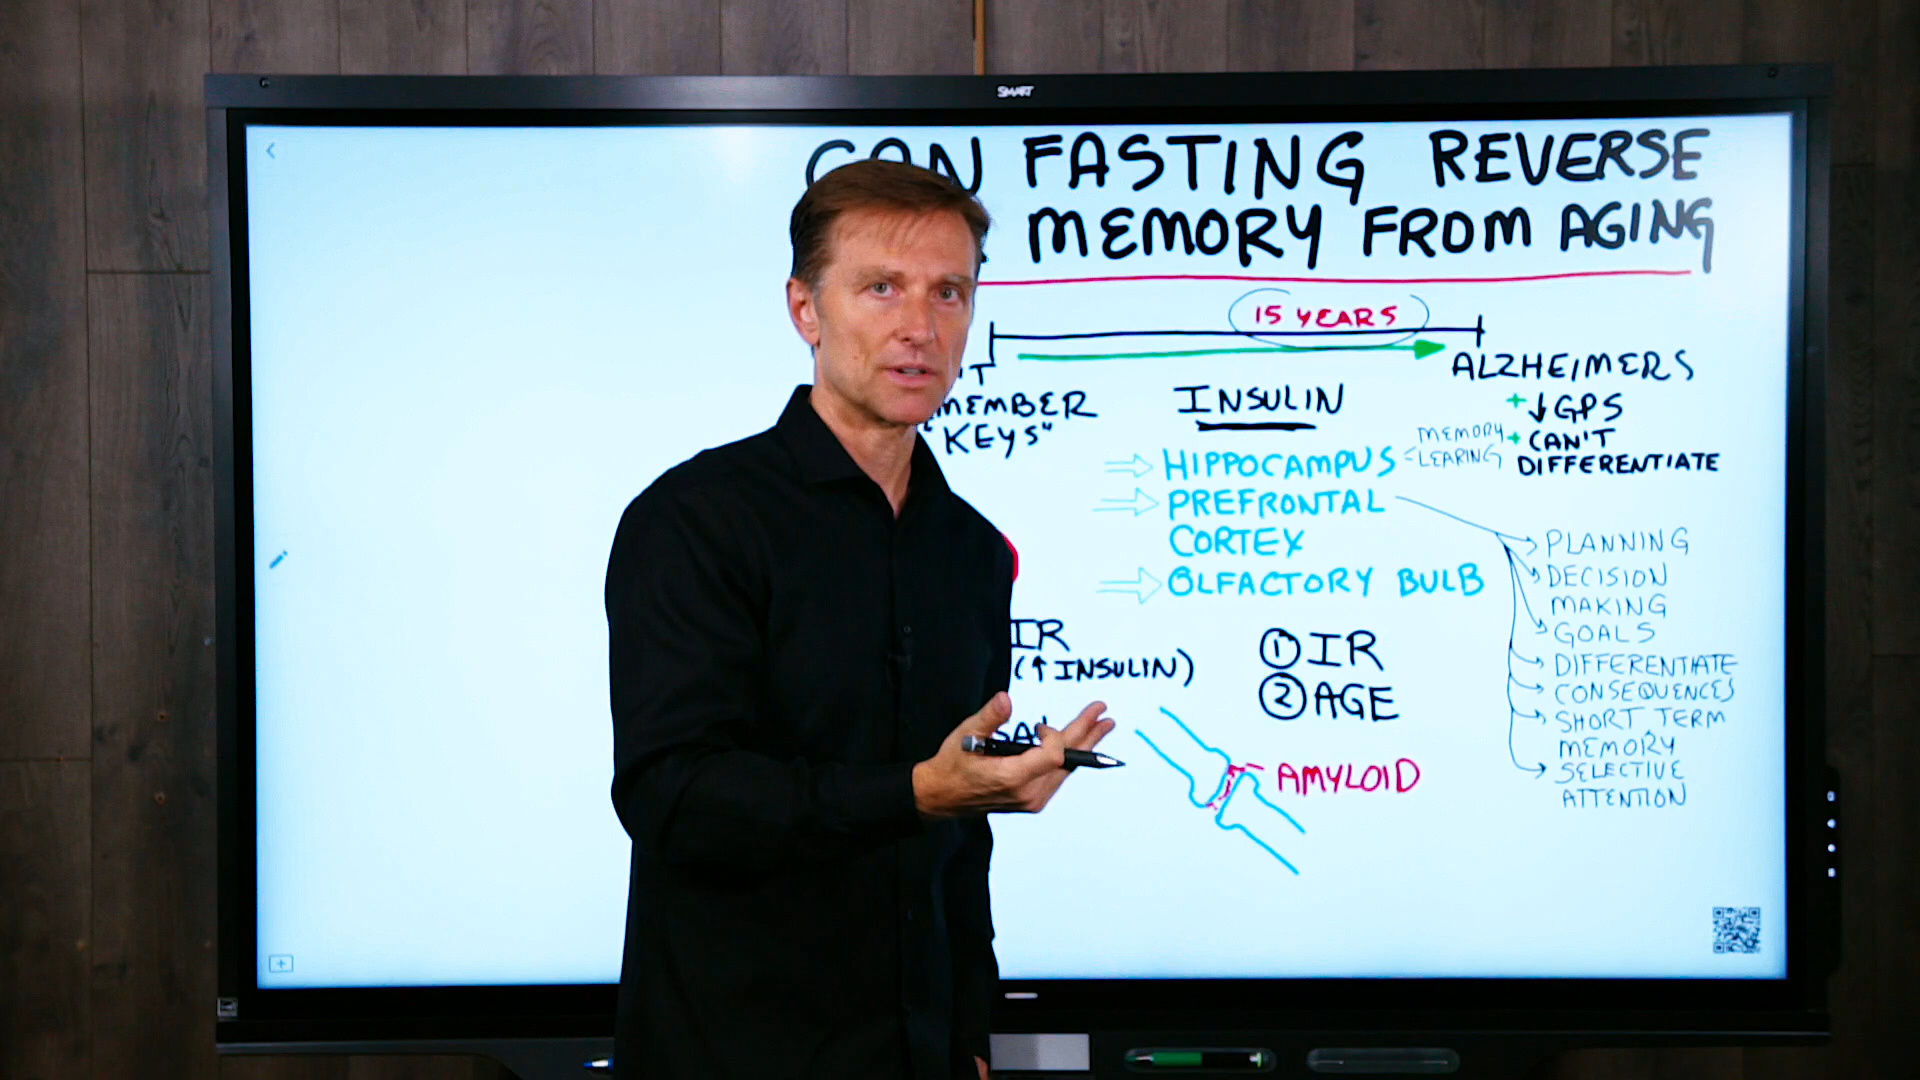 SMART
CAN FASTING REVERSE
MEMORY FROM AGING
15 YEARS
'T
MEMBER
"KEYS"
INSULIN
ALZHEIMERS
+ ↓GPS
+ CAN'T
DIFFERENTIATE
MEMORY
LEARING
⇒ HIPPOCAMPUS
⇒ PREFRONTAL
CORTEX
⇒ OLFACTORY BULB
PLANNING
DECISION
MAKING
GOALS
DIFFERENTIATE
CONSEQUENCES
SHORT TERM
MEMORY
SELECTIVE
ATTENTION
IR
(↑INSULIN)
① IR
② AGE
AMYLOID